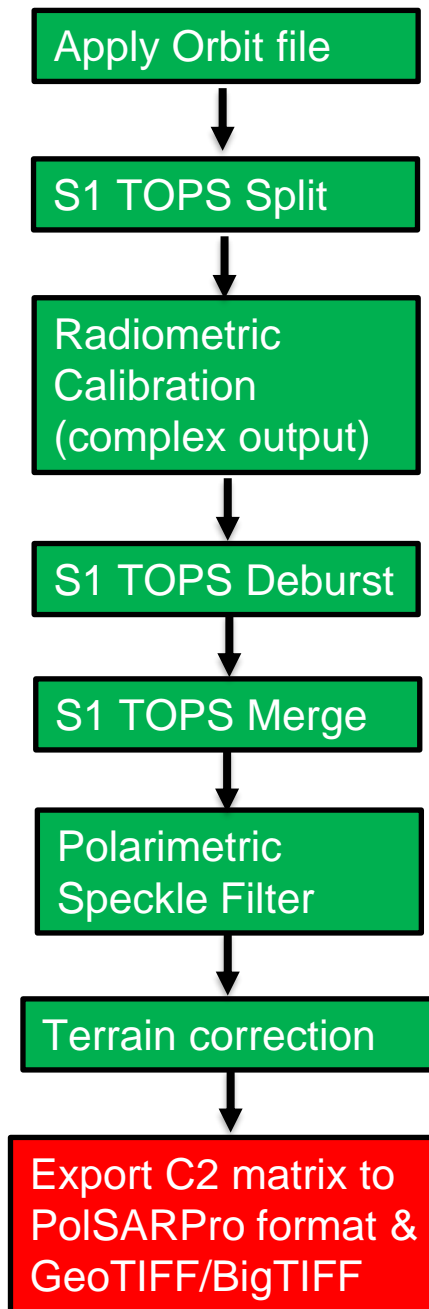 Apply Orbit file
S1 TOPS Split
Radiometric
Calibration
(complex output)
S1 TOPS Deburst
S1 TOPS Merge
Polarimetric
Speckle Filter
Terrain correction
Export C2 matrix to
PolSARPro format &
GeoTIFF/BigTIFF